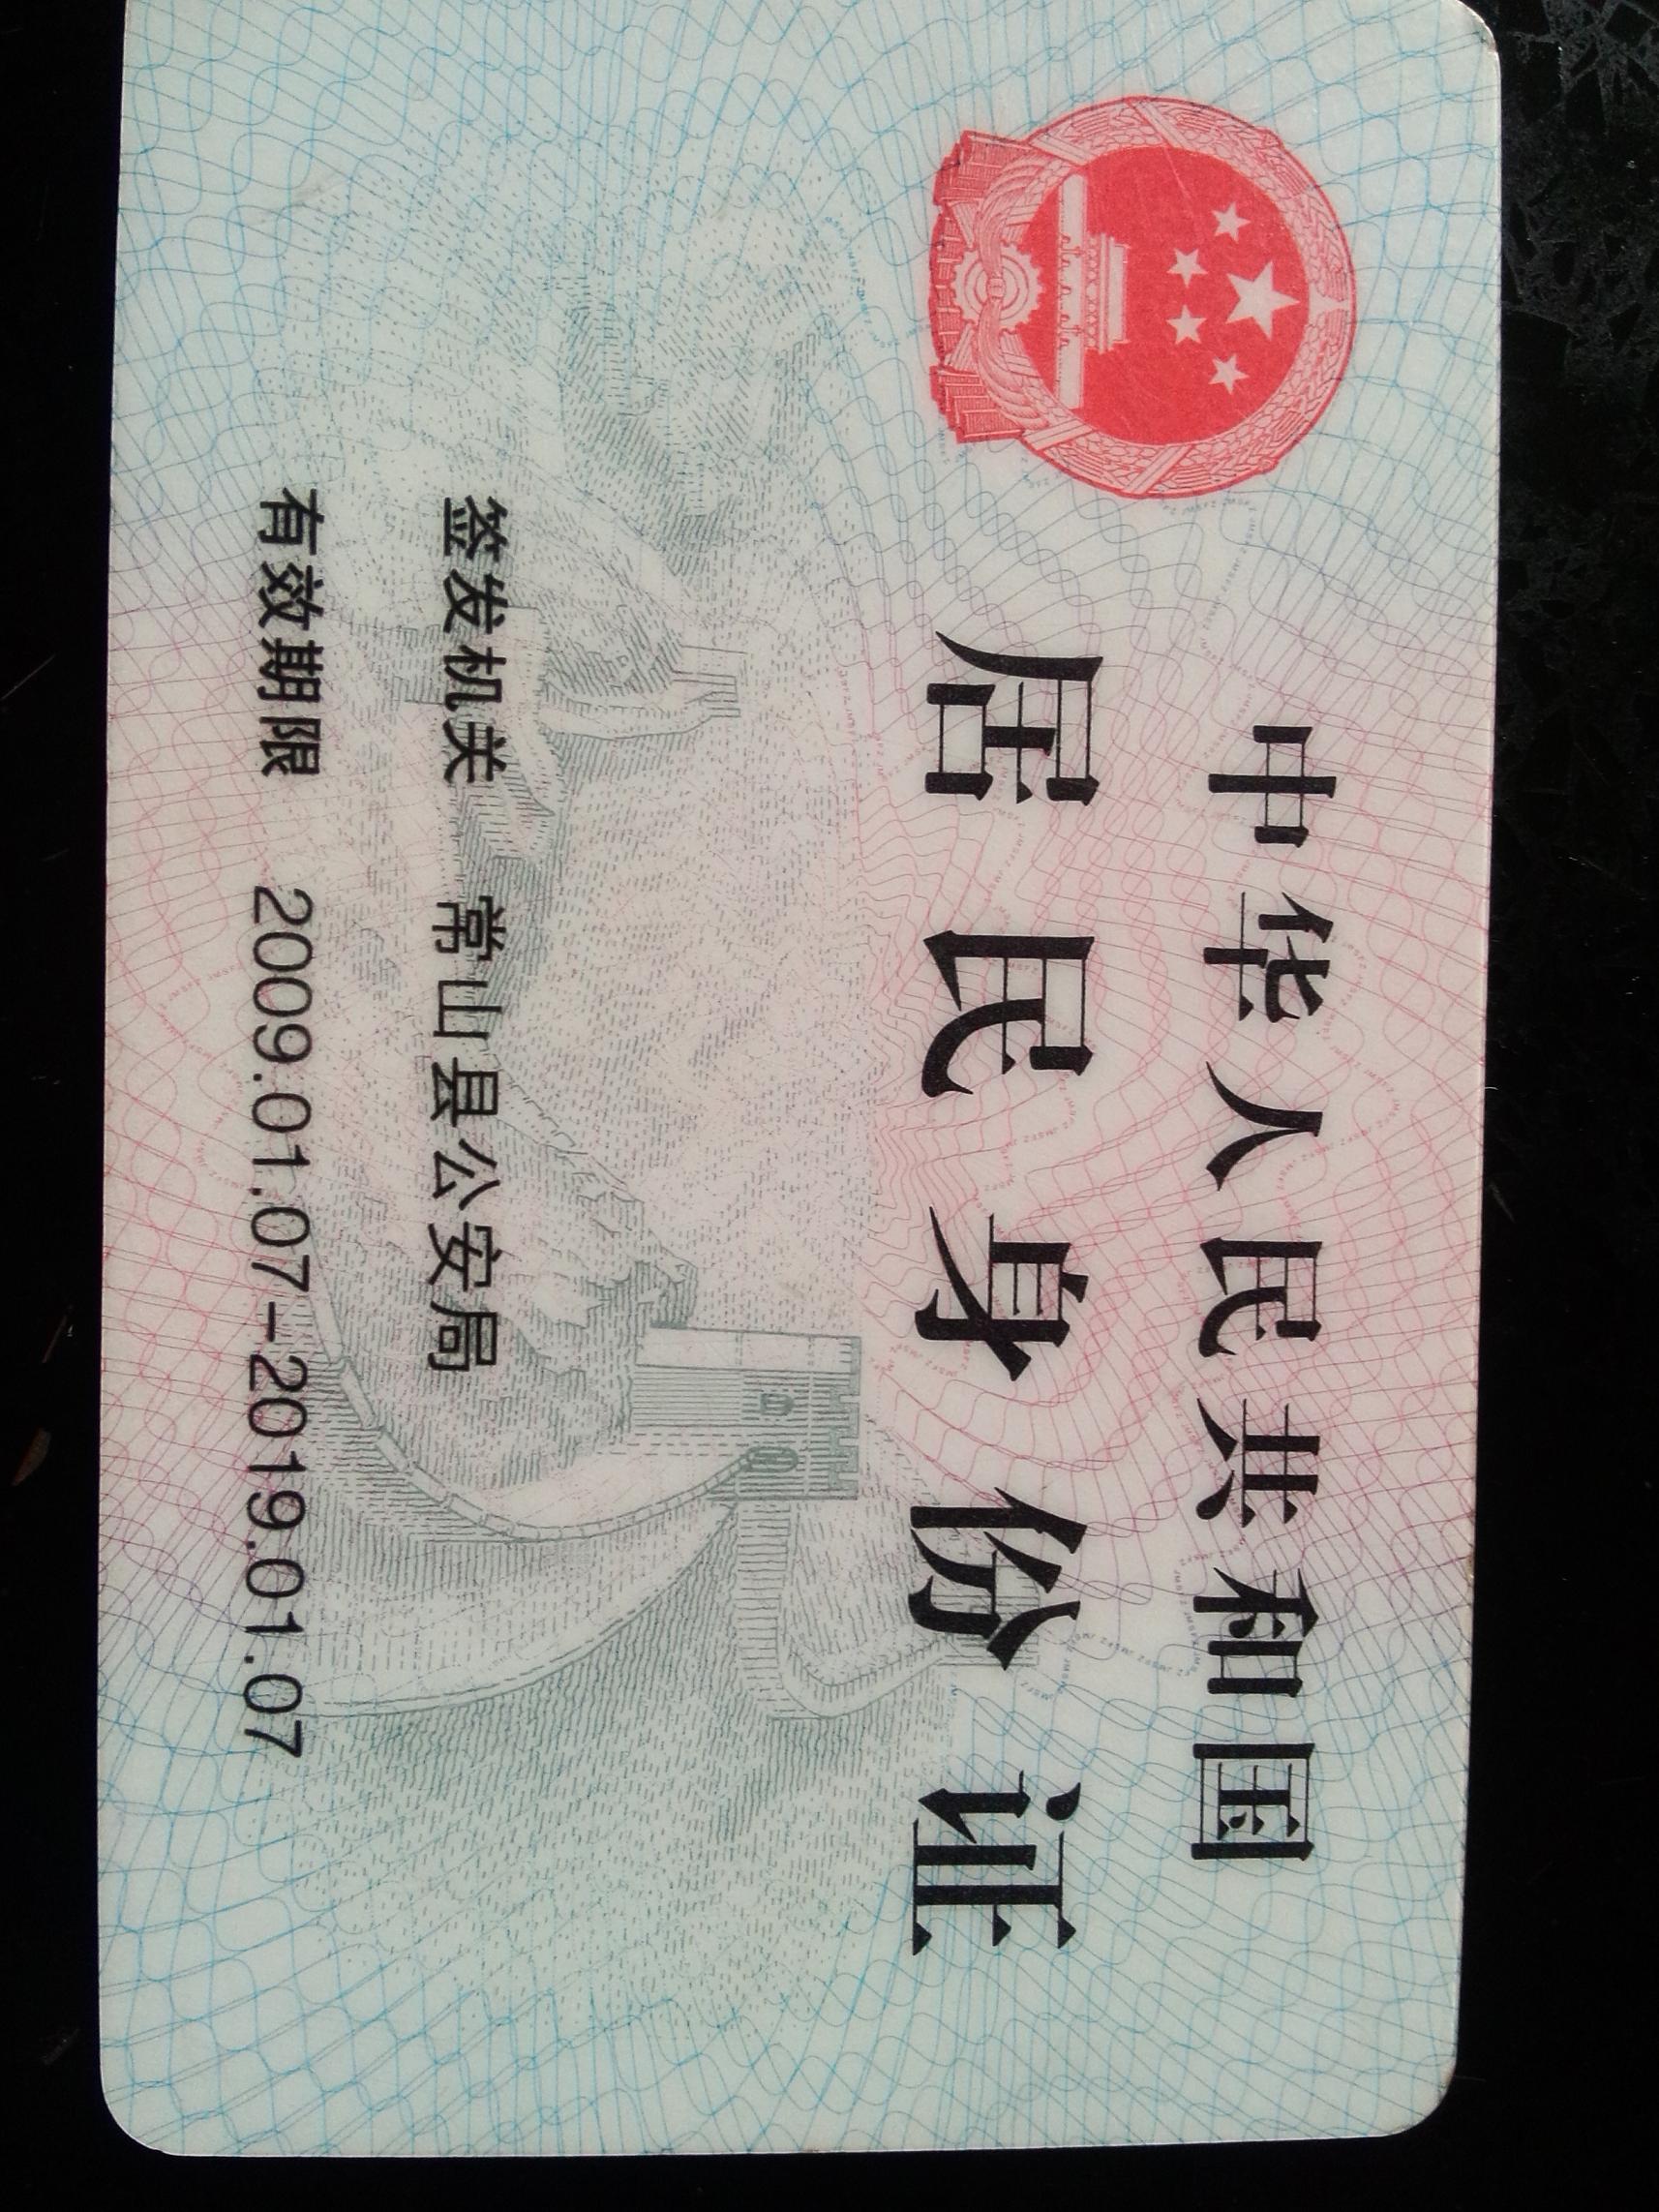 中华人民共和国
居民身份证
签发机关 常山县公安局
有效期限 2009.01.07-2019.01.07